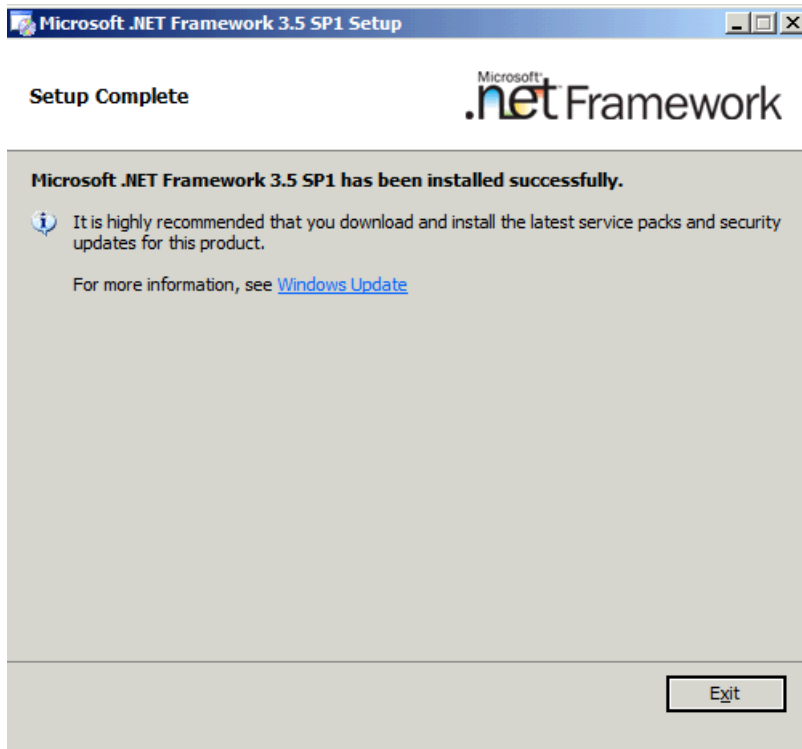 Microsoft .NET Framework 3.5 SP1 Setup
Setup Complete
Microsoft
.net Framework
Microsoft .NET Framework 3.5 SP1 has been installed successfully.
It is highly recommended that you download and install the latest service packs and security
updates for this product.
For more information, see Windows Update
Exit